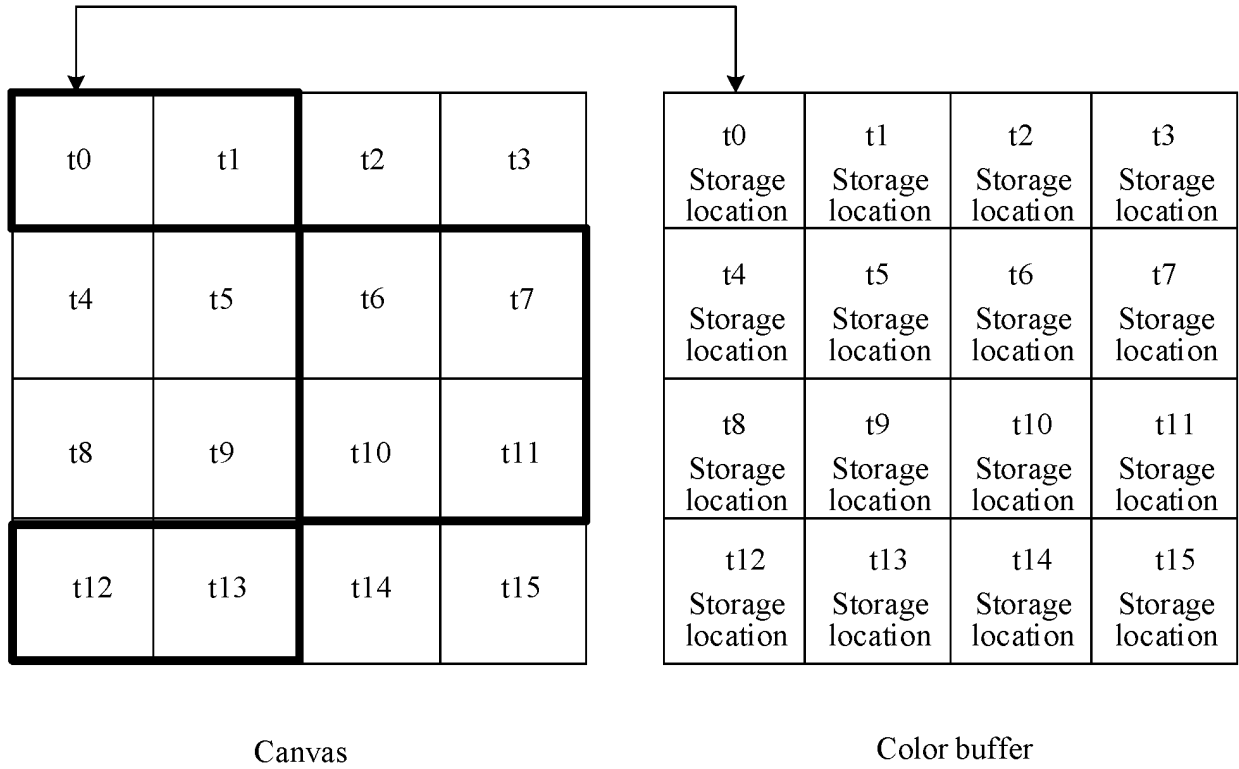 t0 t1 t2 t3
t4 t5 t6 t7
t8 t9 t10 t11
t12 t13 t14 t15
Canvas
t0 t1 t2 t3
Storage Storage Storage Storage
location location location location
t4 t5 t6 t7
Storage Storage Storage Storage
location location location location
t8 t9 t10 t11
Storage Storage Storage Storage
location location location location
t12 t13 t14 t15
Storage Storage Storage Storage
location location location location
Color buffer